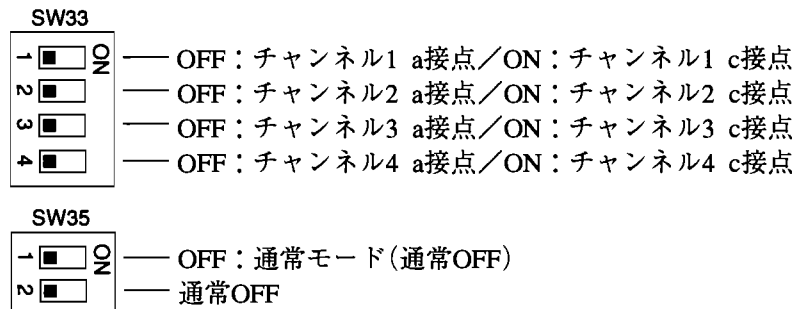 SW33
ON
1 OFF：チャンネル1 a接点／ON：チャンネル1 c接点
2 OFF：チャンネル2 a接点／ON：チャンネル2 c接点
3 OFF：チャンネル3 a接点／ON：チャンネル3 c接点
4 OFF：チャンネル4 a接点／ON：チャンネル4 c接点
SW35
ON
1 OFF：通常モード(通常OFF)
2 通常OFF